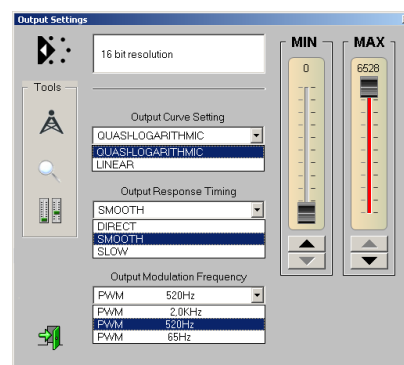 Output Settings
16 bit resolution
MIN
MAX
0
6528
Tools
Output Curve Setting
QUASI-LOGARITHMIC
QUASI-LOGARITHMIC
LINEAR
Output Response Timing
SMOOTH
DIRECT
SMOOTH
SLOW
Output Modulation Frequency
PWM 520Hz
PWM 2,0KHz
PWM 520Hz
PWM 65Hz